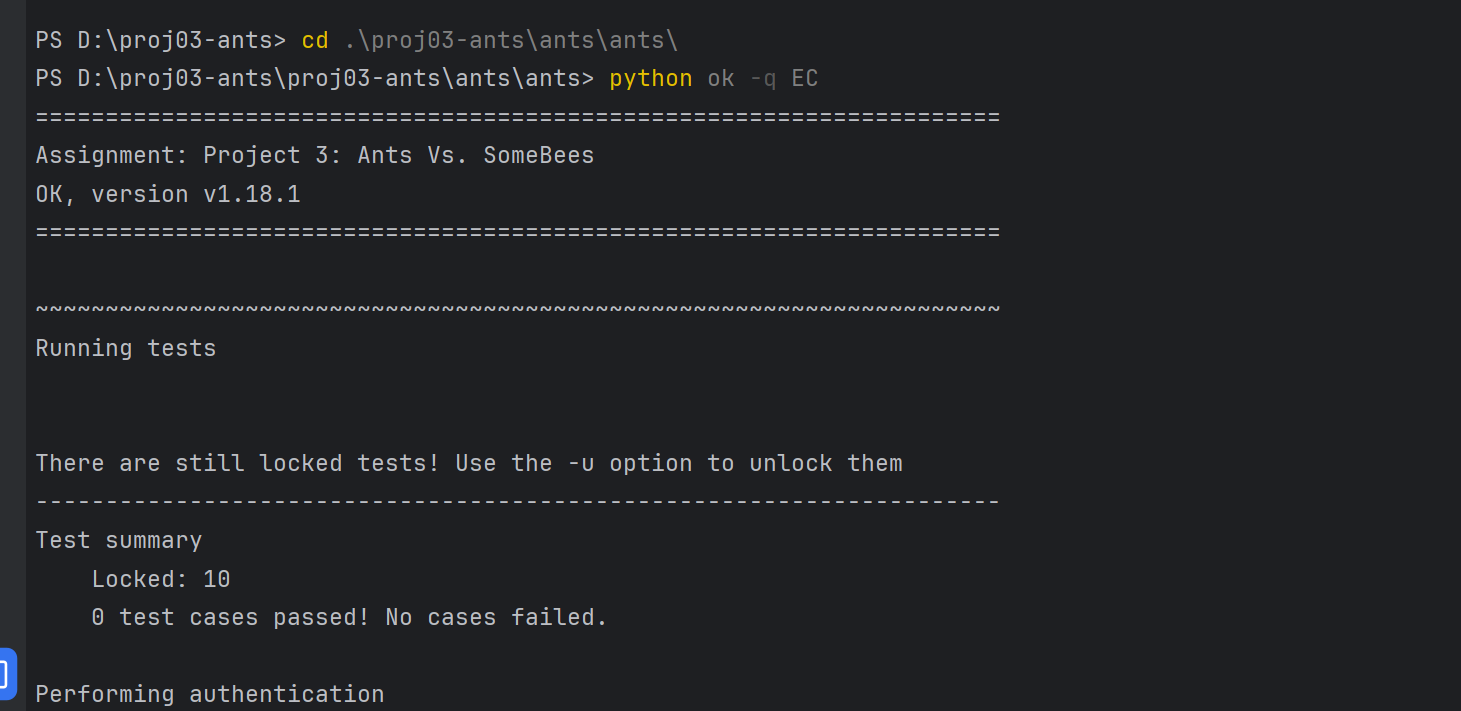 PS D:\proj03-ants> cd .\proj03-ants\ants\ants\
PS D:\proj03-ants\proj03-ants\ants\ants> python ok -q EC
=====================================================================
Assignment: Project 3: Ants Vs. SomeBees
OK, version v1.18.1
=====================================================================
~~~~~~~~~~~~~~~~~~~~~~~~~~~~~~~~~~~~~~~~~~~~~~~~~~~~~~~~~~~~~~~~~~~~~
Running tests
There are still locked tests! Use the -u option to unlock them
---------------------------------------------------------------------
Test summary
    Locked: 10
    0 test cases passed! No cases failed.
Performing authentication